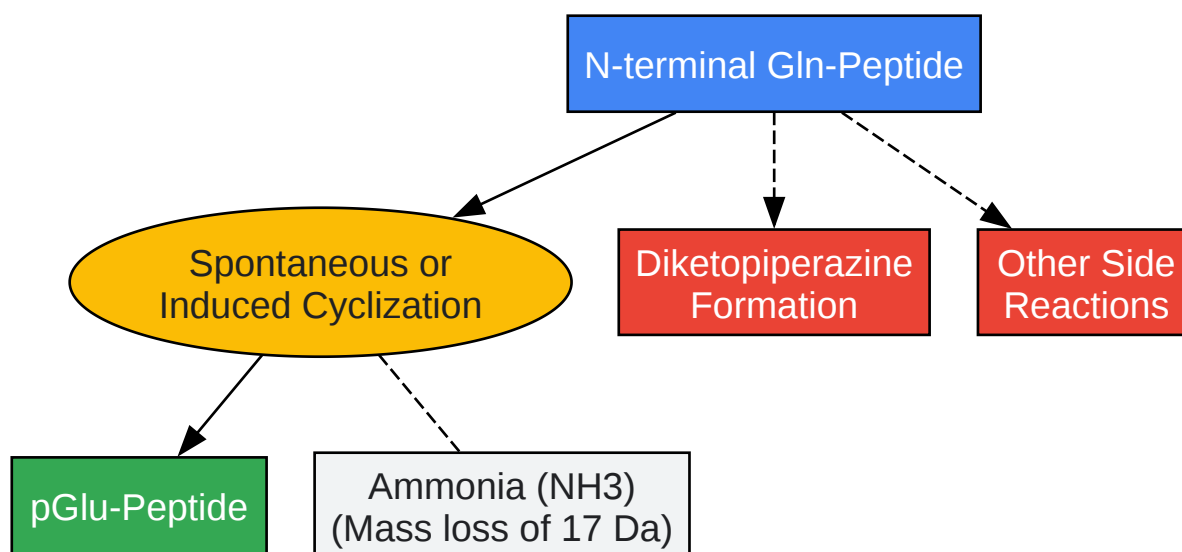 N-terminal Gln-Peptide
Spontaneous or
Induced Cyclization
Diketopiperazine
Formation
Other Side
Reactions
pGlu-Peptide
Ammonia (NH3)
(Mass loss of 17 Da)